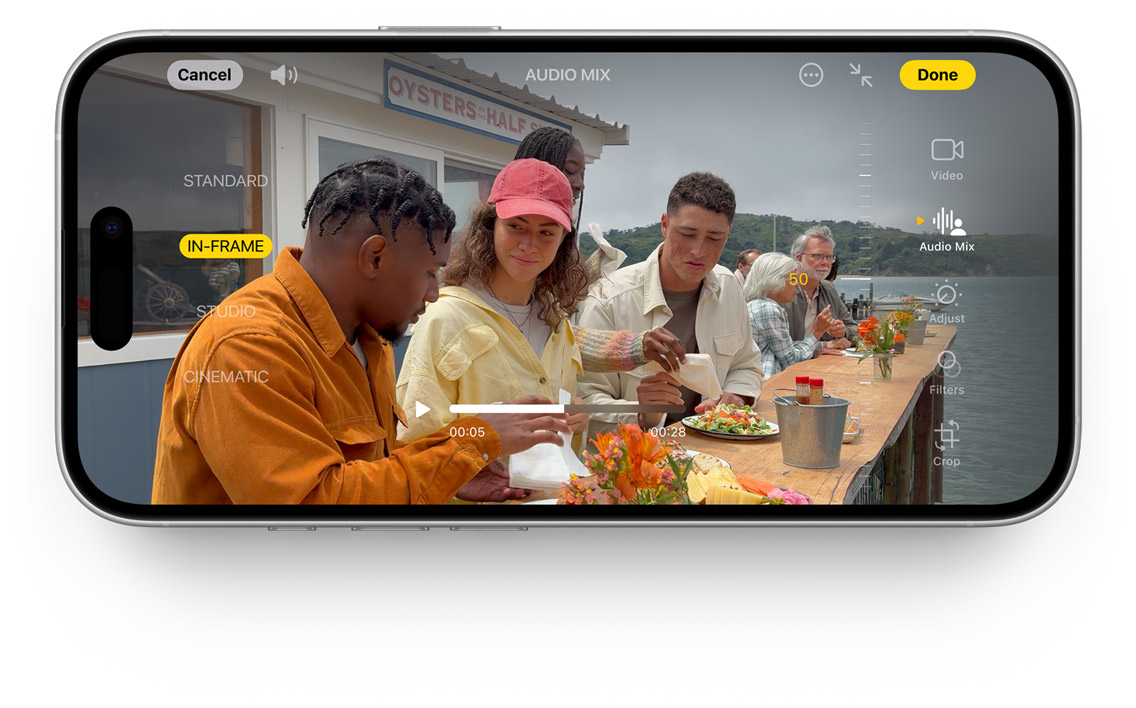 Cancel
AUDIO MIX
Done
OYSTERS HALF
STANDARD
Video
IN-FRAME
Audio Mix
50
STUDIO
Adjust
CINEMATIC
Filters
00:05
00:28
Crop